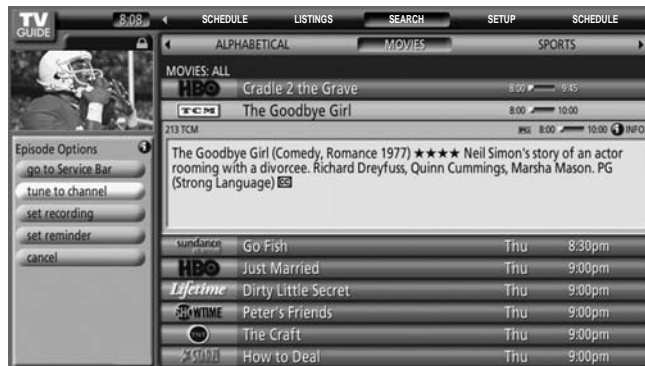 TV GUIDE 8:08 SCHEDULE LISTINGS SEARCH SETUP SCHEDULE
ALPHABETICAL MOVIES SPORTS
MOVIES: ALL
HBO Cradle 2 the Grave 8:00 9:45
TCM The Goodbye Girl 8:00 10:00
213 TCM 8:00 10:00 INFO
Episode Options
go to Service Bar
tune to channel
set recording
set reminder
cancel
The Goodbye Girl (Comedy, Romance 1977) ★★★★ Neil Simon's story of an actor
rooming with a divorcee. Richard Dreyfuss, Quinn Cummings, Marsha Mason. PG
(Strong Language) CC
sundance Go Fish Thu 8:30pm
HBO Just Married Thu 9:00pm
Lifetime Dirty Little Secret Thu 9:00pm
SHOWTIME Peter's Friends Thu 9:00pm
TNT The Craft Thu 9:00pm
STARZ! How to Deal Thu 9:00pm